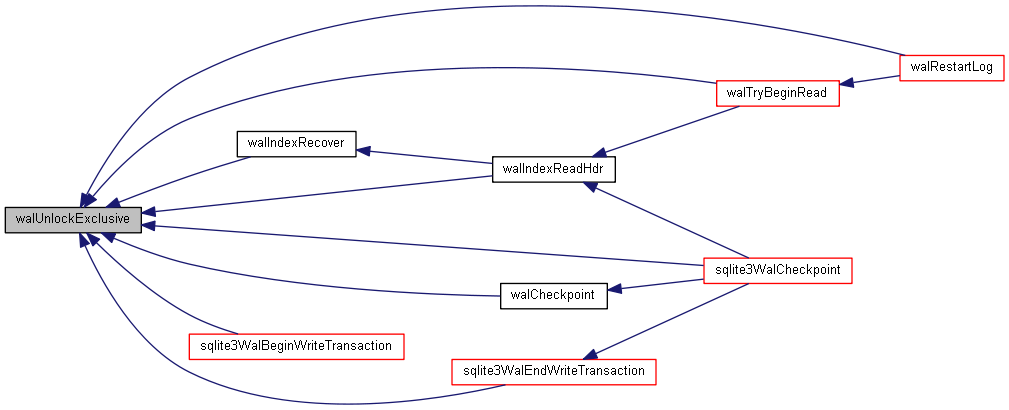 walRestartLog
walTryBeginRead
walIndexRecover
walIndexReadHdr
walUnlockExclusive
sqlite3WalCheckpoint
walCheckpoint
sqlite3WalBeginWriteTransaction
sqlite3WalEndWriteTransaction